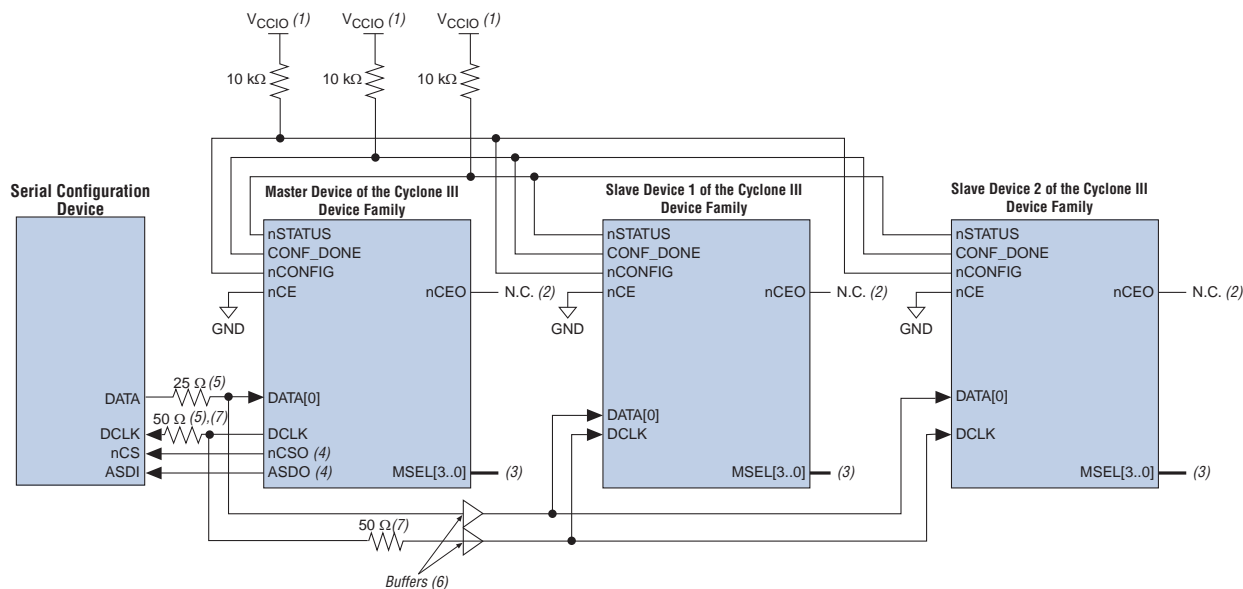 VCCIO (1)
VCCIO (1)
VCCIO (1)
10 kΩ
10 kΩ
10 kΩ
Serial Configuration
Device
DATA
DCLK
nCS
ASDI
25 Ω (5)
50 Ω (5),(7)
Master Device of the Cyclone III
Device Family
nSTATUS
CONF_DONE
nCONFIG
nCE
nCEO
N.C. (2)
GND
DATA[0]
DCLK
nCSO (4)
ASDO (4)
MSEL[3..0]
(3)
Slave Device 1 of the Cyclone III
Device Family
nSTATUS
CONF_DONE
nCONFIG
nCE
nCEO
N.C. (2)
GND
DATA[0]
DCLK
MSEL[3..0]
(3)
Slave Device 2 of the Cyclone III
Device Family
nSTATUS
CONF_DONE
nCONFIG
nCE
nCEO
N.C. (2)
GND
DATA[0]
DCLK
MSEL[3..0]
(3)
50 Ω (7)
Buffers (6)